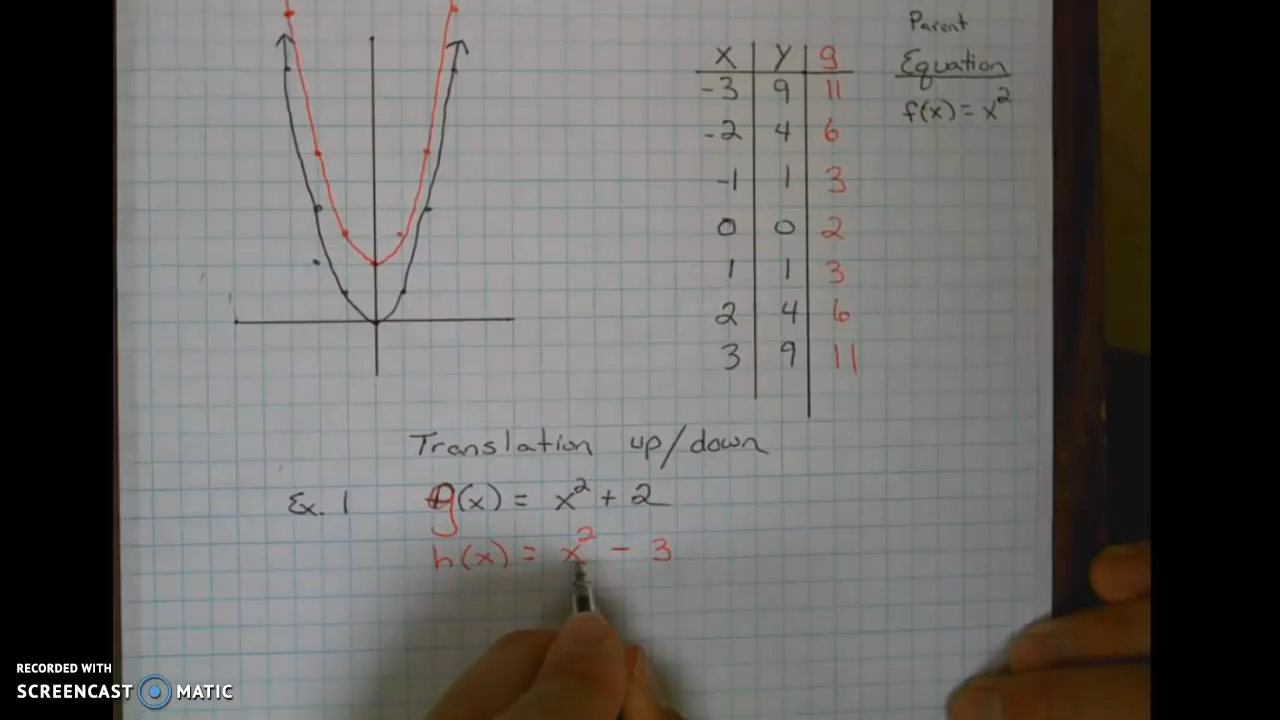 Parent
Equation
f(x) = x²
x y g
-3 9 11
-2 4 6
-1 1 3
0 0 2
1 1 3
2 4 6
3 9 11
Translation up/down
Ex. 1 g(x) = x² + 2
h(x) = x² - 3
RECORDED WITH
SCREENCAST MATIC